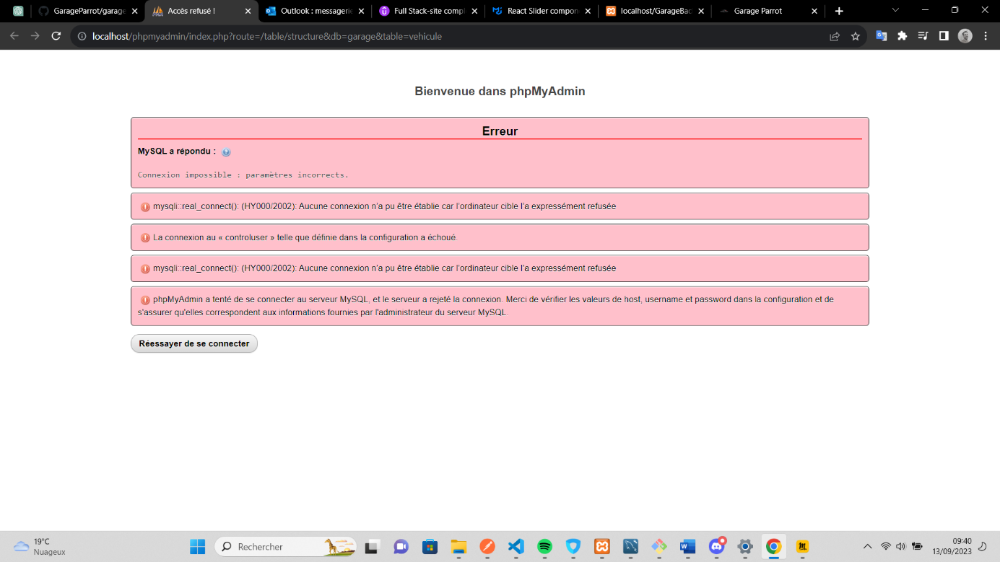 GarageParrot/garage
Accès refusé !
Outlook : messagerie
Full Stack-site compl
React Slider compon
localhost/GarageBac
Garage Parrot
localhost/phpmyadmin/index.php?route=/table/structure&db=garage&table=vehicule
Bienvenue dans phpMyAdmin
Erreur
MySQL a répondu :
Connexion impossible : paramètres incorrects.
mysqli::real_connect(): (HY000/2002): Aucune connexion n’a pu être établie car l’ordinateur cible l’a expressément refusée
La connexion au « controluser » telle que définie dans la configuration a échoué.
mysqli::real_connect(): (HY000/2002): Aucune connexion n’a pu être établie car l’ordinateur cible l’a expressément refusée
phpMyAdmin a tenté de se connecter au serveur MySQL, et le serveur a rejeté la connexion. Merci de vérifier les valeurs de host, username et password dans la configuration et de
s'assurer qu'elles correspondent aux informations fournies par l'administrateur du serveur MySQL.
Réessayer de se connecter
19°C
Nuageux
Rechercher
09:40
13/09/2023